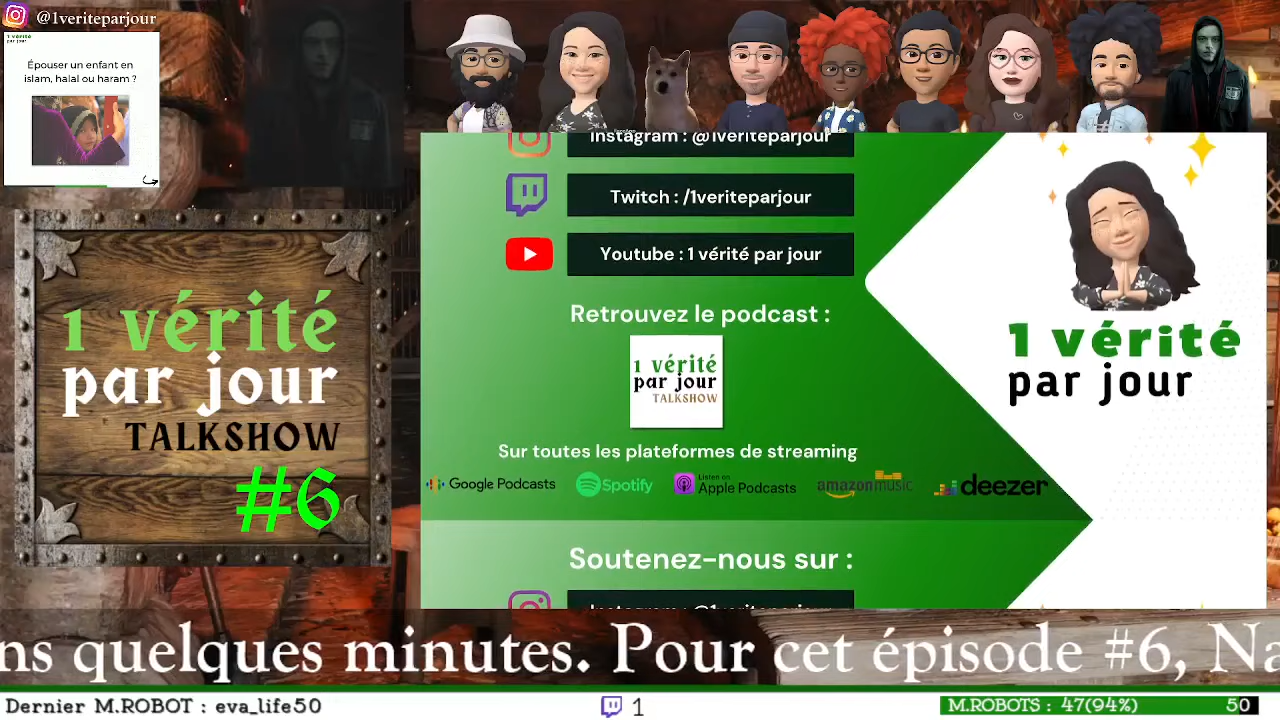 @1veriteparjour
1 vérité
par jour
Épouser un enfant en
islam, halal ou haram ?
1 vérité
par jour
TALKSHOW
#6
Instagram : @1veriteparjour
Twitch : /1veriteparjour
Youtube : 1 vérité par jour
Retrouvez le podcast :
1 vérité
par jour
TALKSHOW
Sur toutes les plateformes de streaming
Google Podcasts
Spotify
Listen on
Apple Podcasts
amazon music
deezer
Soutenez-nous sur :
Instagram : @1veriteparjour
1 vérité
par jour
ns quelques minutes. Pour cet épisode #6, Na
Dernier M.ROBOT : eva_life50
1
M.ROBOTS : 47(94%)
50